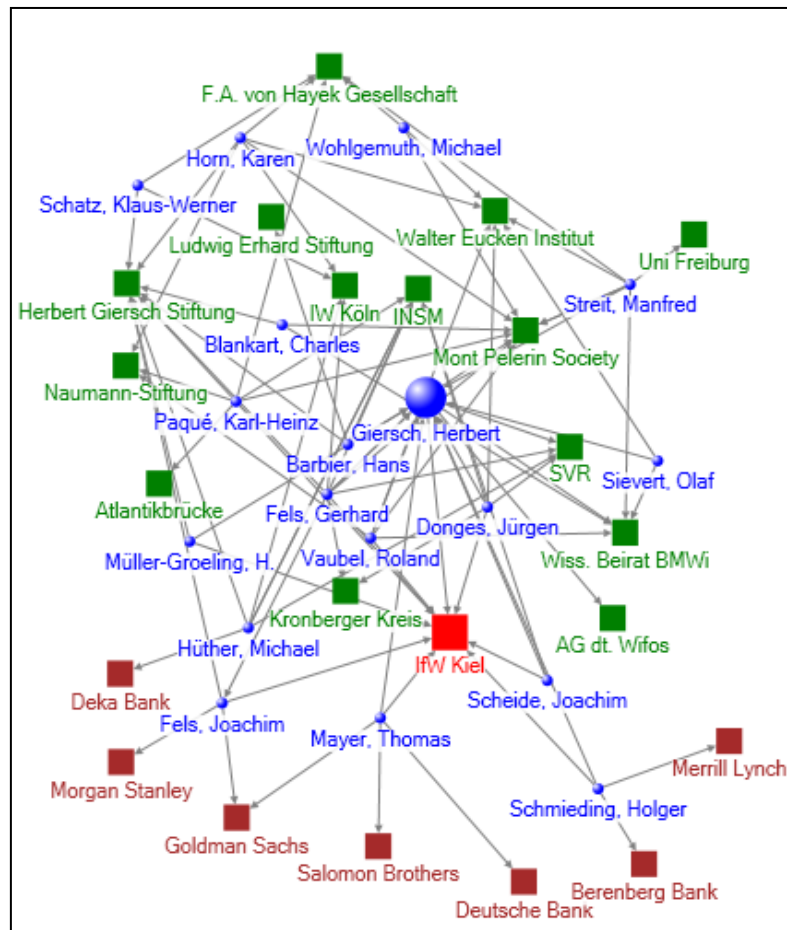 F.A. von Hayek Gesellschaft
Wohlgemuth, Michael
Horn, Karen
Schatz, Klaus-Werner
Ludwig Erhard Stiftung
Walter Eucken Institut
Uni Freiburg
Herbert Giersch Stiftung
IW Köln
INSM
Streit, Manfred
Blankart, Charles
Mont Pelerin Society
Naumann-Stiftung
Paqué, Karl-Heinz
Giersch, Herbert
Barbier, Hans
SVR
Sievert, Olaf
Atlantikbrücke
Fels, Gerhard
Donges, Jürgen
Müller-Groeling, H.
Vaubel, Roland
Wiss. Beirat BMWi
Kronberger Kreis
AG dt. Wifos
Hüther, Michael
IfW Kiel
Deka Bank
Scheide, Joachim
Fels, Joachim
Mayer, Thomas
Merrill Lynch
Morgan Stanley
Schmieding, Holger
Goldman Sachs
Salomon Brothers
Berenberg Bank
Deutsche Bank